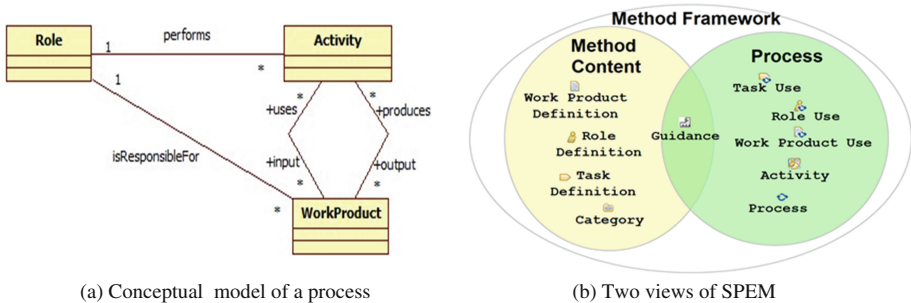 Role
performs
1
*
Activity
1
*
+uses
*
+produces
isResponsibleFor
+input
*
+output
*
*
WorkProduct
(a) Conceptual model of a process
Method Framework
Method
Content
Work Product
Definition
Role
Definition
Task
Definition
Category
Guidance
Process
Task Use
Role Use
Work Product Use
Activity
Process
(b) Two views of SPEM